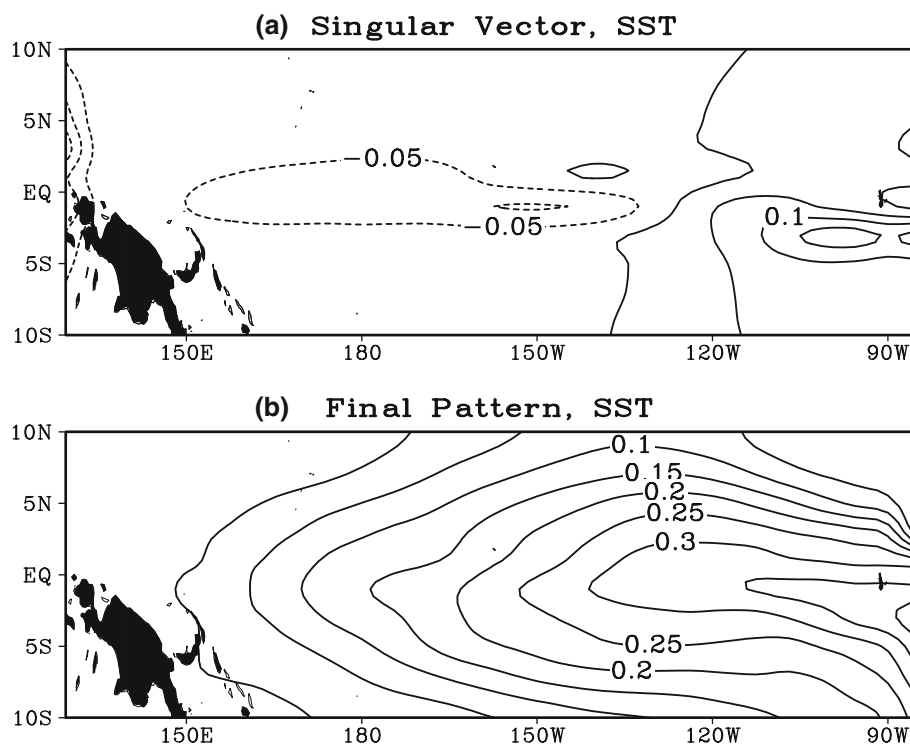 (a) Singular Vector, SST
10N
5N
-0.05
EQ
0.1
-0.05
5S
10S
150E 180 150W 120W 90W
(b) Final Pattern, SST
10N
0.1
0.15
0.2
5N
0.25
0.3
EQ
5S
0.25
0.2
10S
150E 180 150W 120W 90W